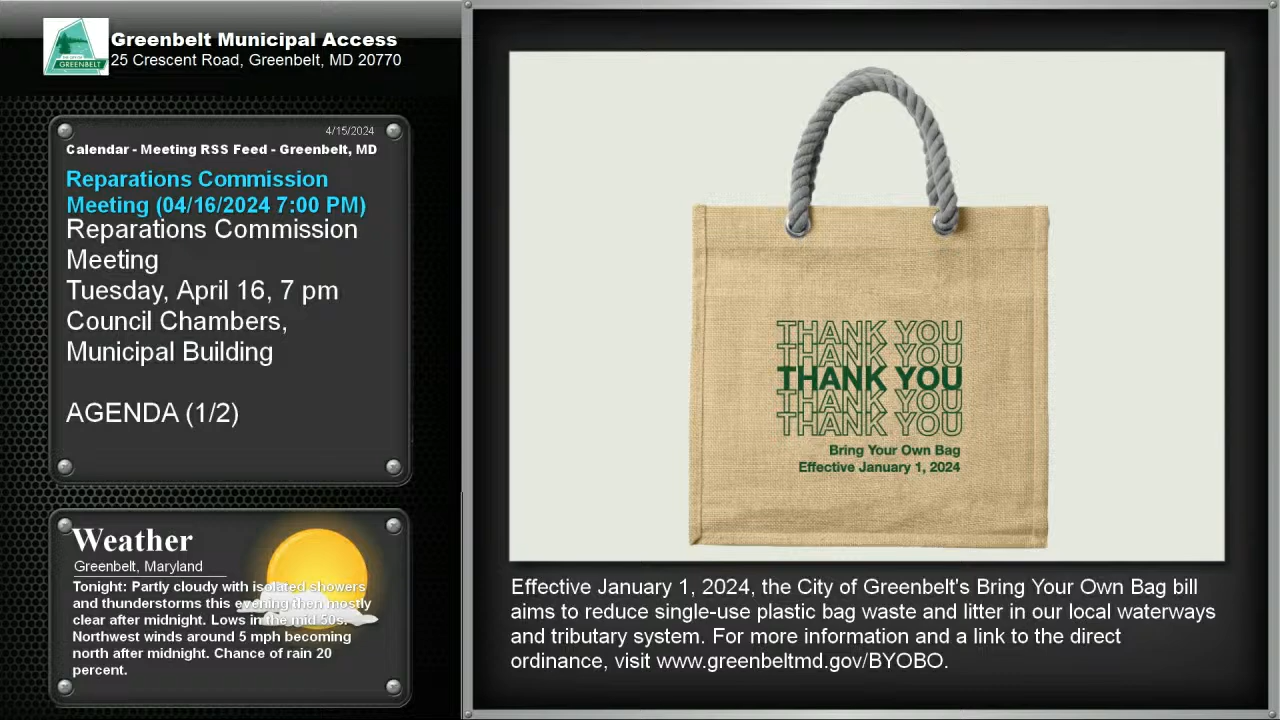 Greenbelt Municipal Access
25 Crescent Road, Greenbelt, MD 20770
GREENBELT
4/15/2024
Calendar - Meeting RSS Feed - Greenbelt, MD
Reparations Commission
Meeting (04/16/2024 7:00 PM)
Reparations Commission
Meeting
Tuesday, April 16, 7 pm
Council Chambers,
Municipal Building
AGENDA (1/2)
Weather
Greenbelt, Maryland
Tonight: Partly cloudy with isolated showers
and thunderstorms this evening then mostly
clear after midnight. Lows in the mid 50s.
Northwest winds around 5 mph becoming
north after midnight. Chance of rain 20
percent.
THANK YOU
THANK YOU
THANK YOU
THANK YOU
THANK YOU
Bring Your Own Bag
Effective January 1, 2024
Effective January 1, 2024, the City of Greenbelt's Bring Your Own Bag bill
aims to reduce single-use plastic bag waste and litter in our local waterways
and tributary system. For more information and a link to the direct
ordinance, visit www.greenbeltmd.gov/BYOBO.